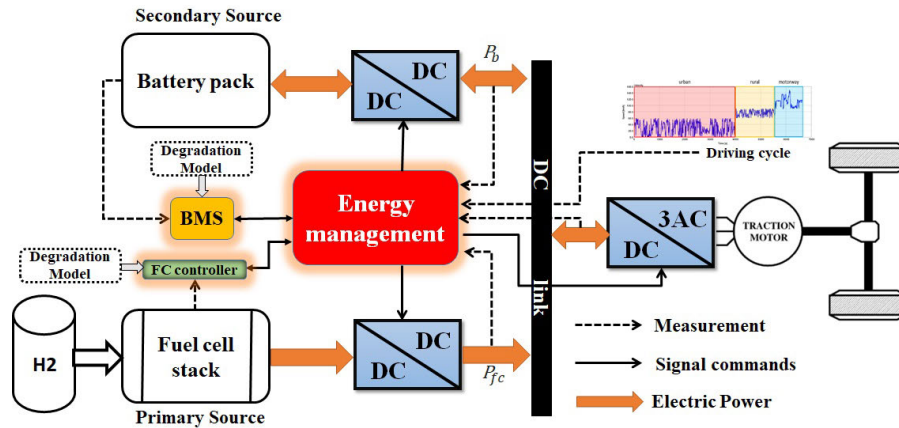 Secondary Source
Battery pack
DC
DC
P_b
urban
rural
motorway
Driving cycle
Degradation
Model
BMS
Energy
management
DC
link
3AC
DC
TRACTION
MOTOR
Degradation
Model
FC controller
H2
Fuel cell
stack
Primary Source
DC
DC
P_fc
Measurement
Signal commands
Electric Power